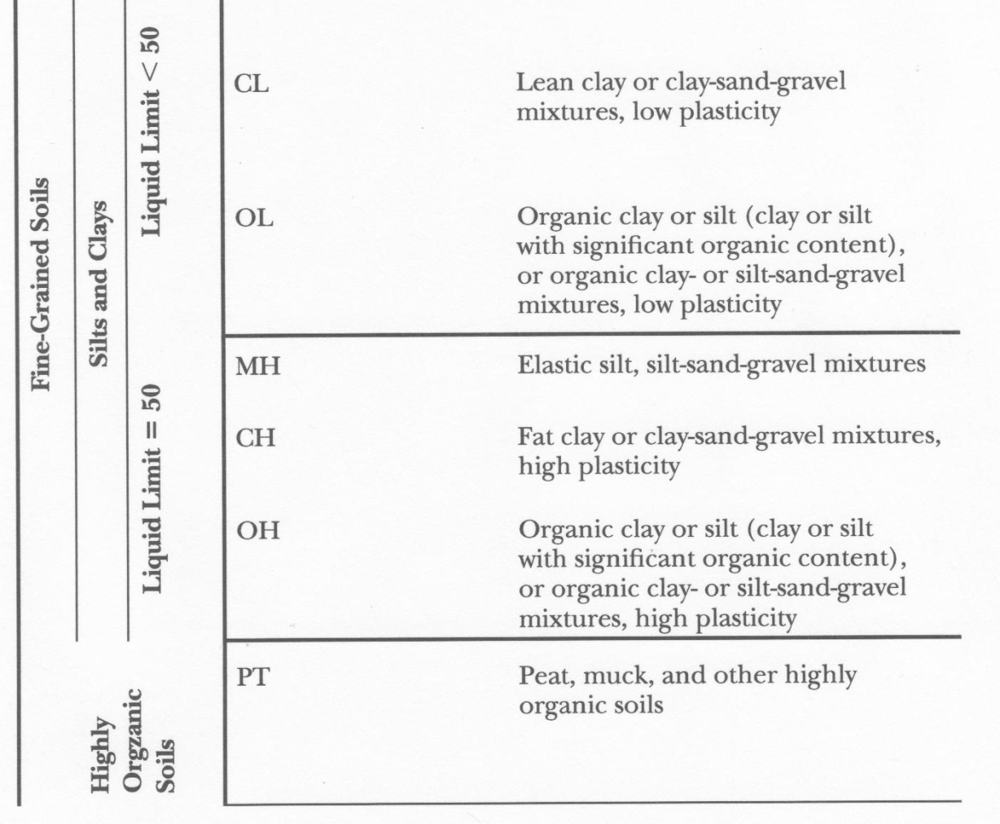 Fine-Grained Soils
Silts and Clays
Liquid Limit < 50
CL
Lean clay or clay-sand-gravel
mixtures, low plasticity
OL
Organic clay or silt (clay or silt
with significant organic content),
or organic clay- or silt-sand-gravel
mixtures, low plasticity
Liquid Limit = 50
MH
Elastic silt, silt-sand-gravel mixtures
CH
Fat clay or clay-sand-gravel mixtures,
high plasticity
OH
Organic clay or silt (clay or silt
with significant organic content),
or organic clay- or silt-sand-gravel
mixtures, high plasticity
Highly
Orgzanic
Soils
PT
Peat, muck, and other highly
organic soils